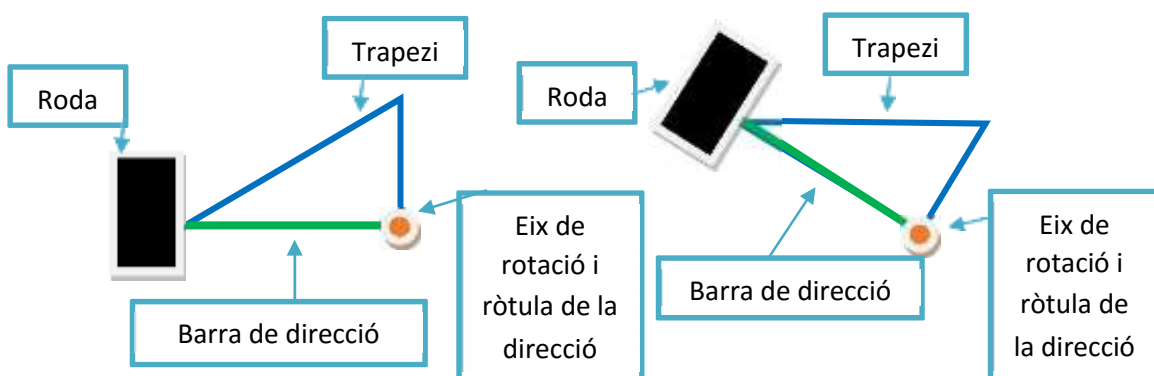 Trapezi
Roda
Eix de
rotació i
ròtula de la
direcció
Barra de direcció
Trapezi
Roda
Eix de
rotació i
ròtula de
la direcció
Barra de direcció